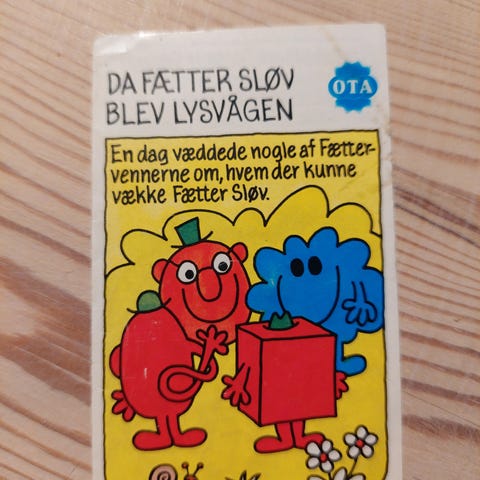 DA FÆTTER SLØV
BLEV LYSVÅGEN
OTA
En dag væddede nogle af Fætter-
vennerne om, hvem der kunne
vække Fætter Sløv.